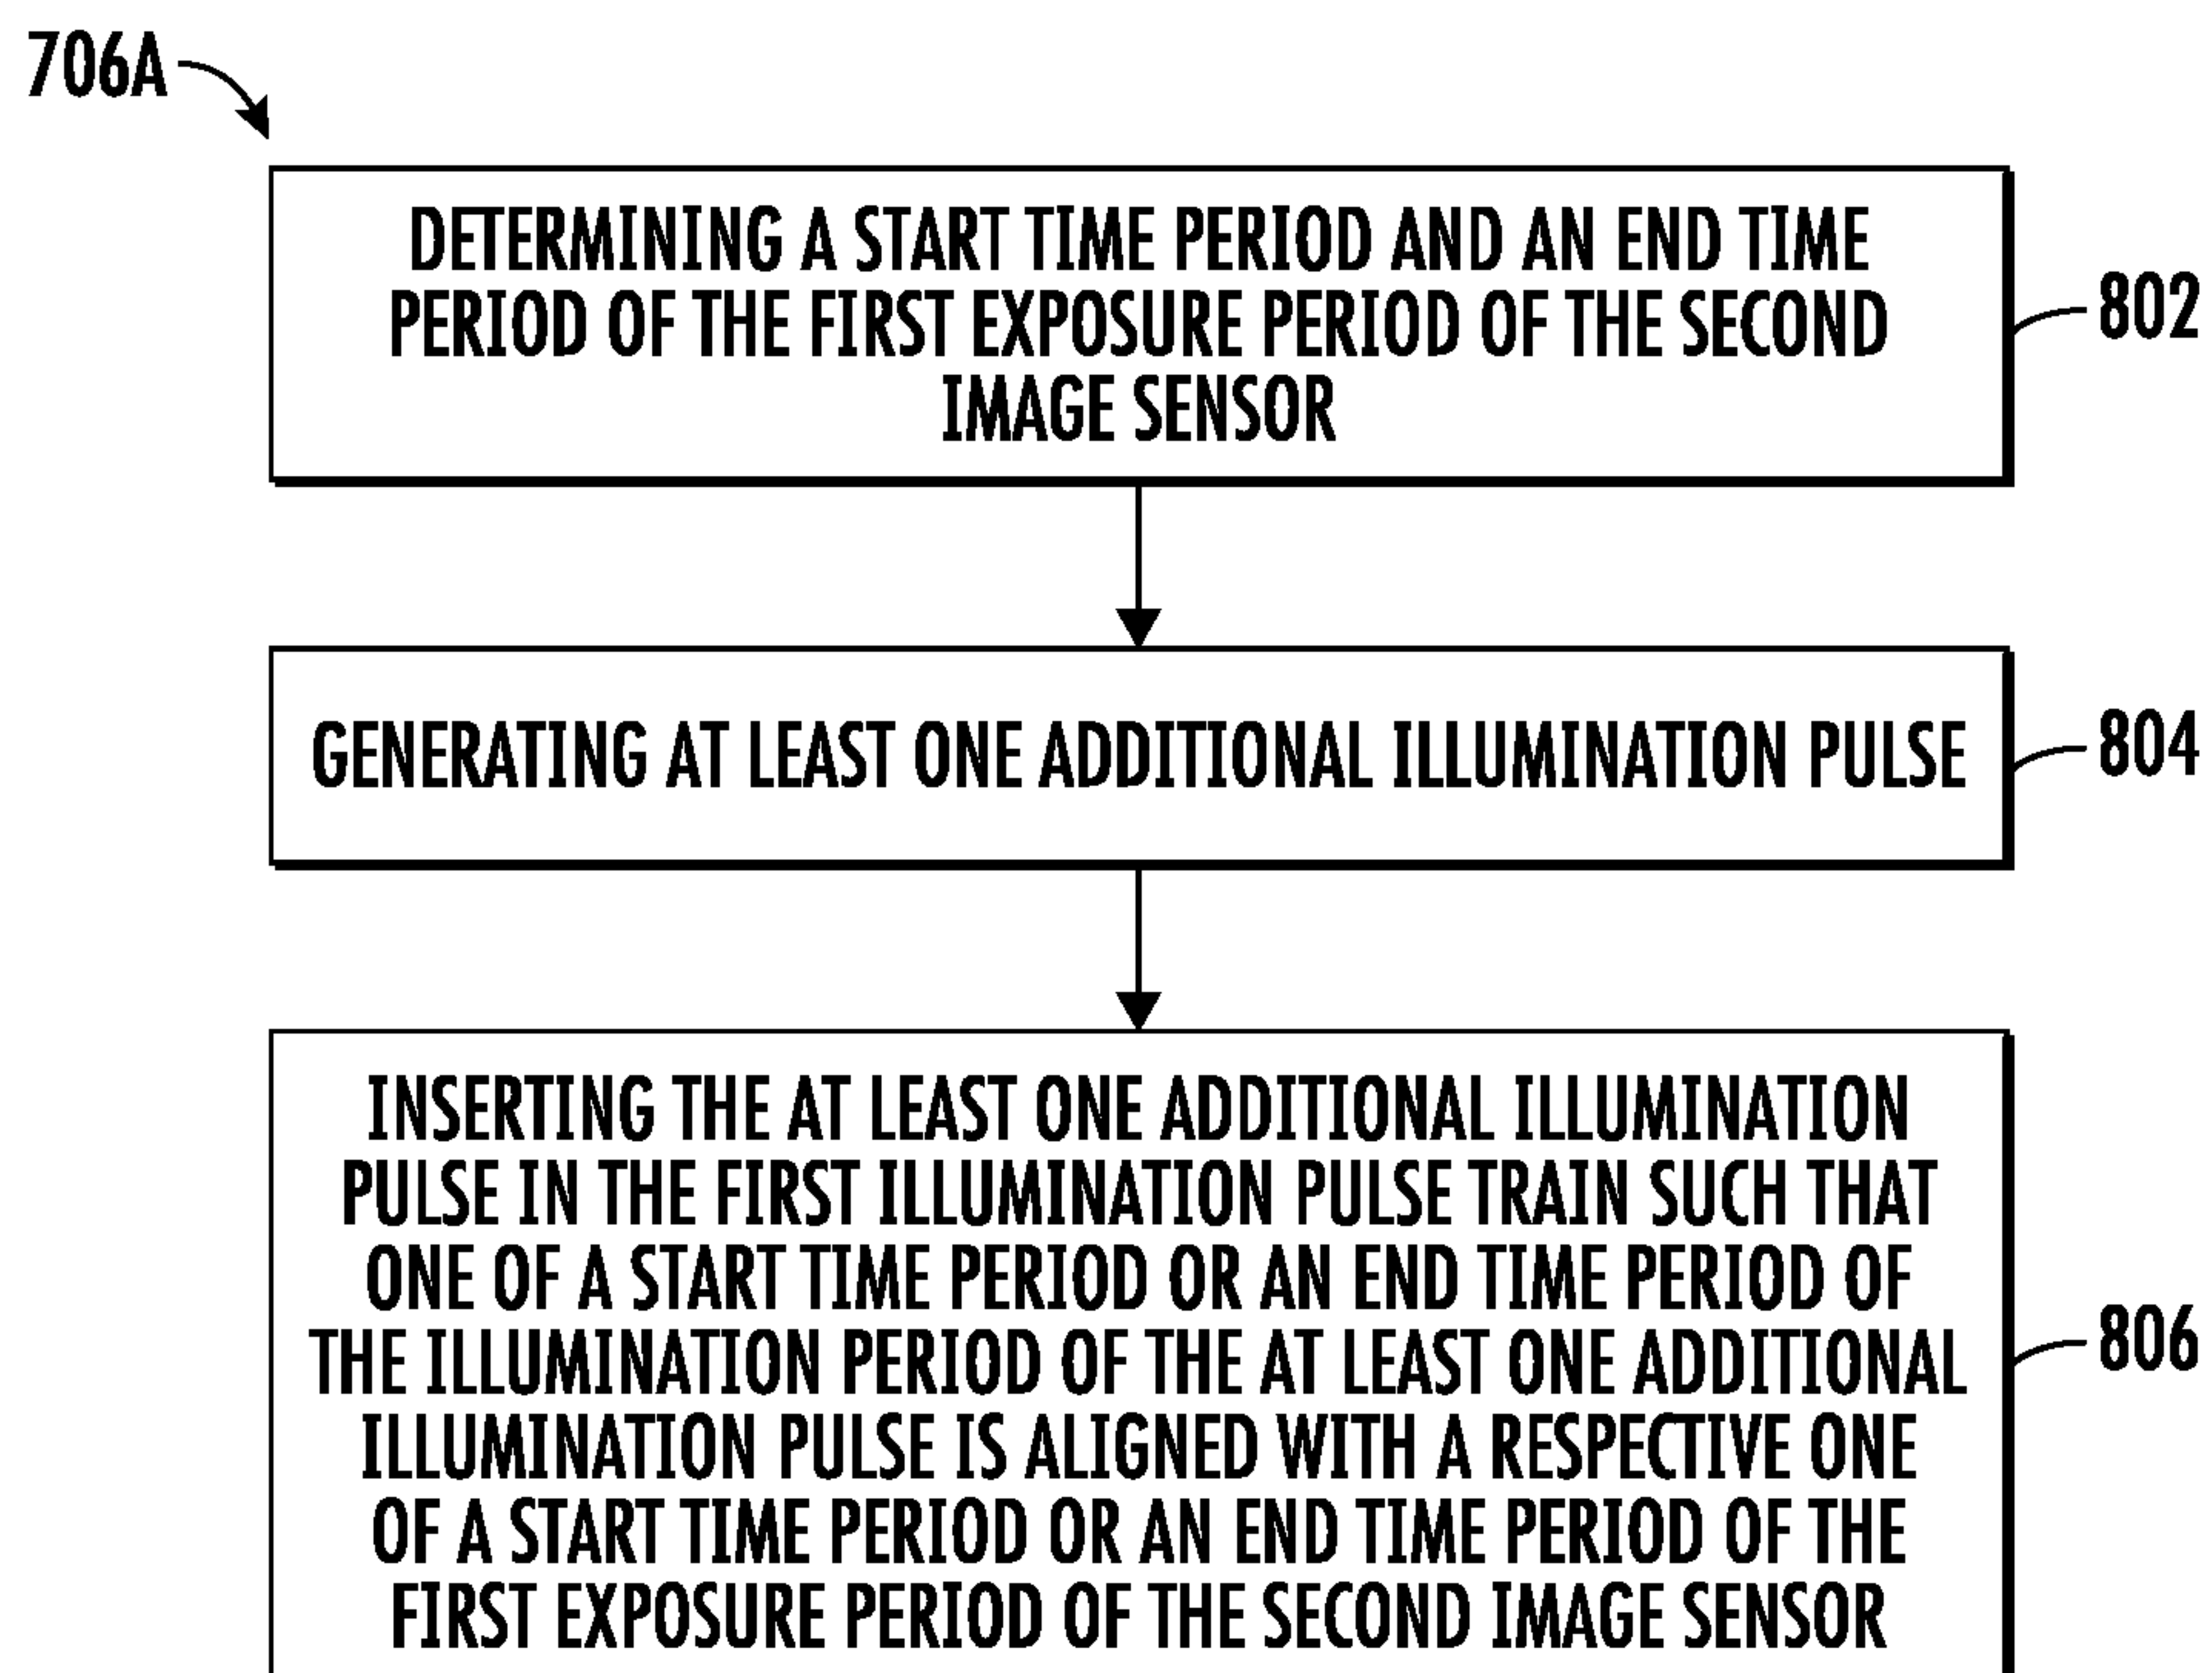 706A
DETERMINING A START TIME PERIOD AND AN END TIME
PERIOD OF THE FIRST EXPOSURE PERIOD OF THE SECOND
IMAGE SENSOR
802
GENERATING AT LEAST ONE ADDITIONAL ILLUMINATION PULSE
804
INSERTING THE AT LEAST ONE ADDITIONAL ILLUMINATION
PULSE IN THE FIRST ILLUMINATION PULSE TRAIN SUCH THAT
ONE OF A START TIME PERIOD OR AN END TIME PERIOD OF
THE ILLUMINATION PERIOD OF THE AT LEAST ONE ADDITIONAL
ILLUMINATION PULSE IS ALIGNED WITH A RESPECTIVE ONE
OF A START TIME PERIOD OR AN END TIME PERIOD OF THE
FIRST EXPOSURE PERIOD OF THE SECOND IMAGE SENSOR
806